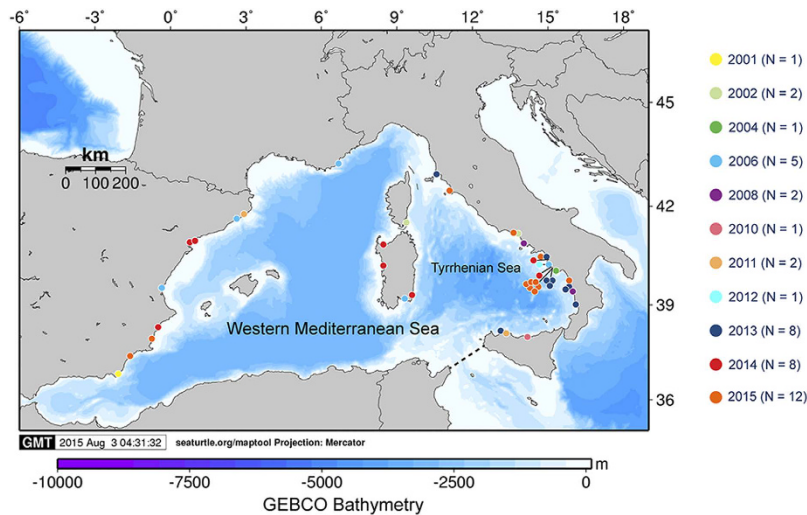 -6° -3° 0° 3° 6° 9° 12° 15° 18°
45
42
39
36
km
0 100 200
Tyrrhenian Sea
Western Mediterranean Sea
2001 (N = 1)
2002 (N = 2)
2004 (N = 1)
2006 (N = 5)
2008 (N = 2)
2010 (N = 1)
2011 (N = 2)
2012 (N = 1)
2013 (N = 8)
2014 (N = 8)
2015 (N = 12)
GMT 2015 Aug 3 04:31:32 seaturtle.org/maptool Projection: Mercator
m
-10000 -7500 -5000 -2500 0
GEBCO Bathymetry